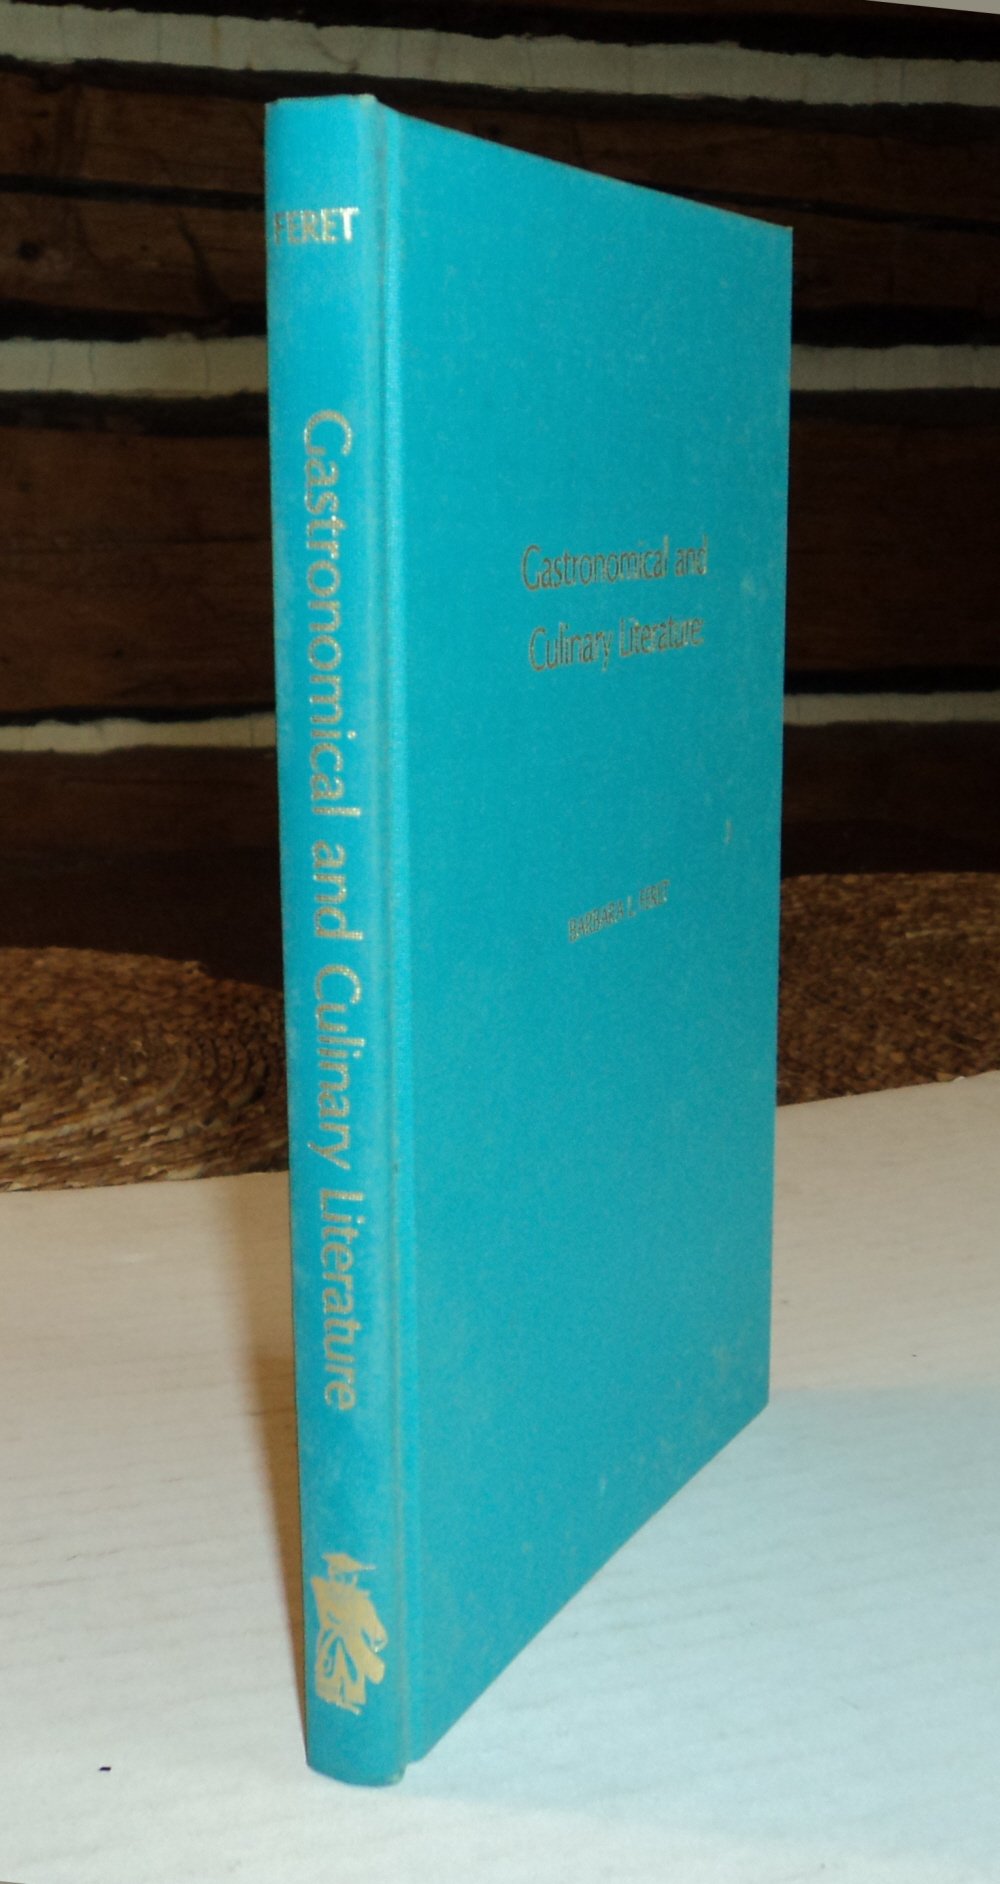 FERET
Gastronomical and Culinary Literature
Gastronomical and
Culinary Literature:
BARBARA L. FERET